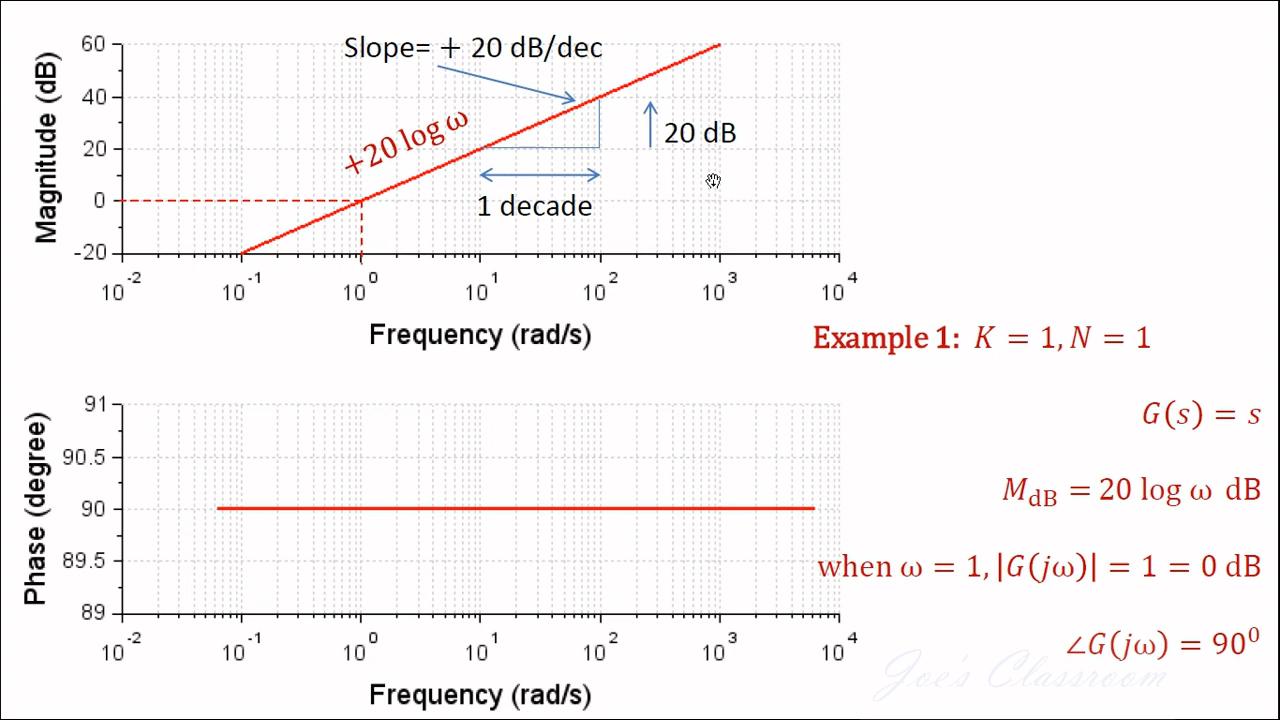 Slope= + 20 dB/dec
+20 log ω
20 dB
1 decade
Magnitude (dB)
60
40
20
0
-20
10^-2 10^-1 10^0 10^1 10^2 10^3 10^4
Frequency (rad/s)
Example 1: K = 1, N = 1
G(s) = s
M_dB = 20 log ω dB
when ω = 1, |G(jω)| = 1 = 0 dB
∠G(jω) = 90^0
Phase (degree)
91
90.5
90
89.5
89
10^-2 10^-1 10^0 10^1 10^2 10^3 10^4
Frequency (rad/s)
Joe's Classroom